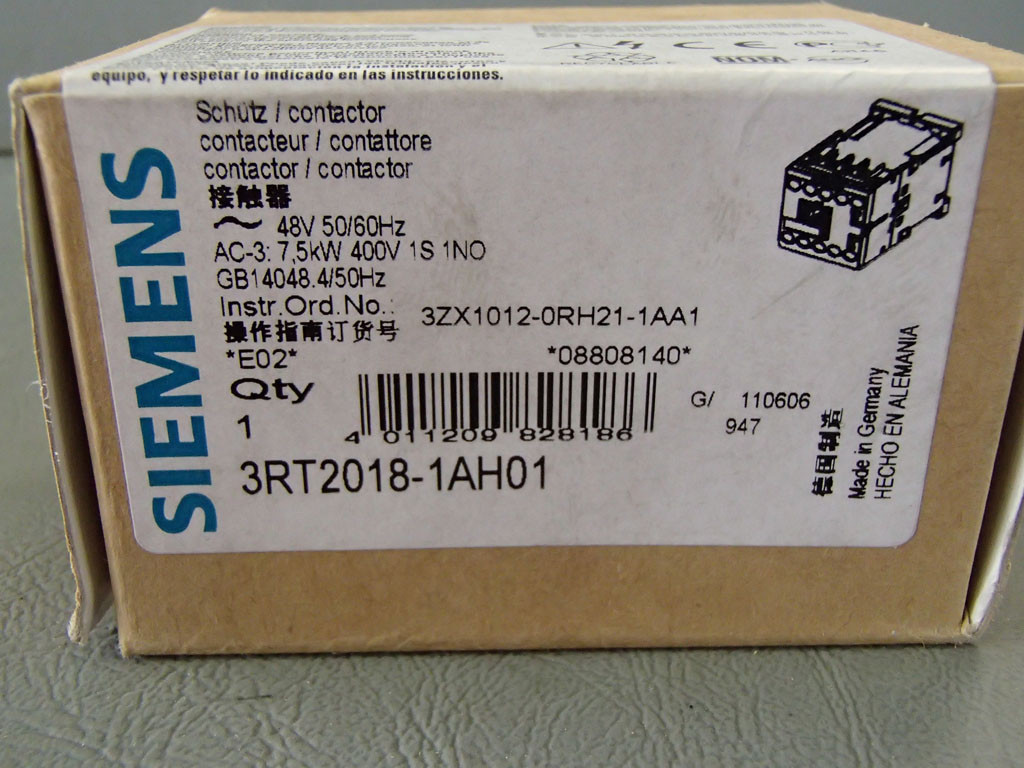 equipo, y respetar lo indicado en las instrucciones.
CE
SIEMENS
Schütz / contactor
contacteur / contattore
contactor / contactor
接触器
~ 48V 50/60Hz
AC-3: 7,5kW 400V 1S 1NO
GB14048.4/50Hz
Instr.Ord.No.: 3ZX1012-0RH21-1AA1
操作指南订货号
*E02* *08808140*
Qty
1
4 011209 828186
G/ 110606
947
3RT2018-1AH01
德国制造
Made in Germany
HECHO EN ALEMANIA